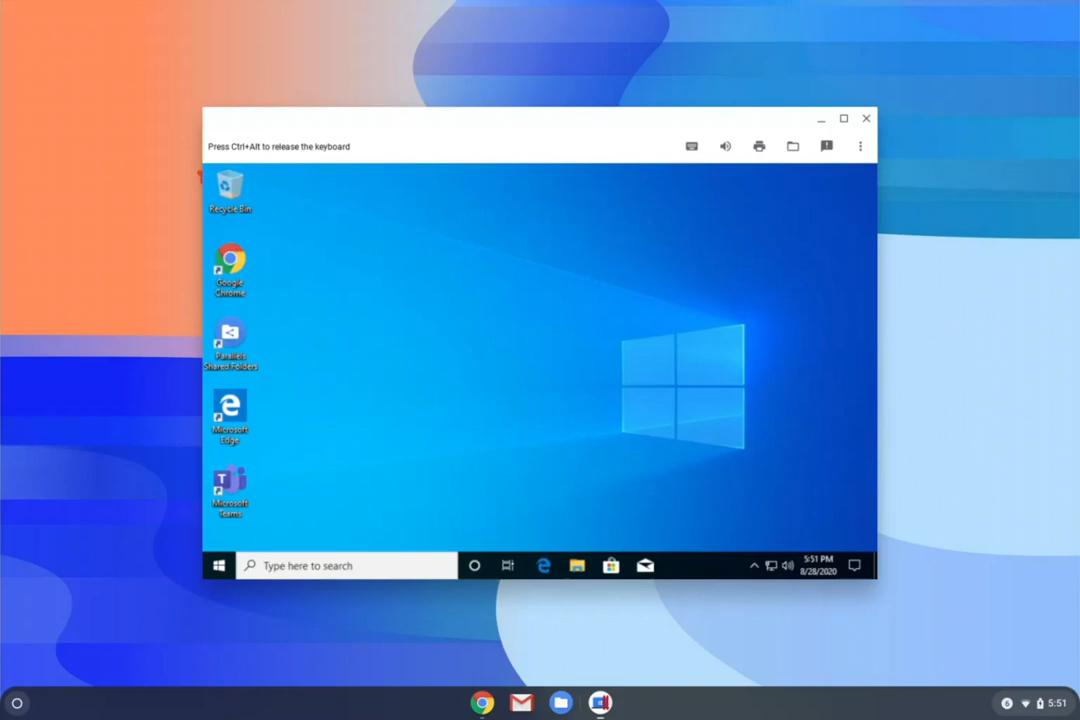 Press Ctrl+Alt to release the keyboard
Recycle Bin
Google
Chrome
Parallels
Shared Folders
Microsoft
Edge
T
Microsoft
Teams
Type here to search
5:51 PM
8/28/2020
6
5:51